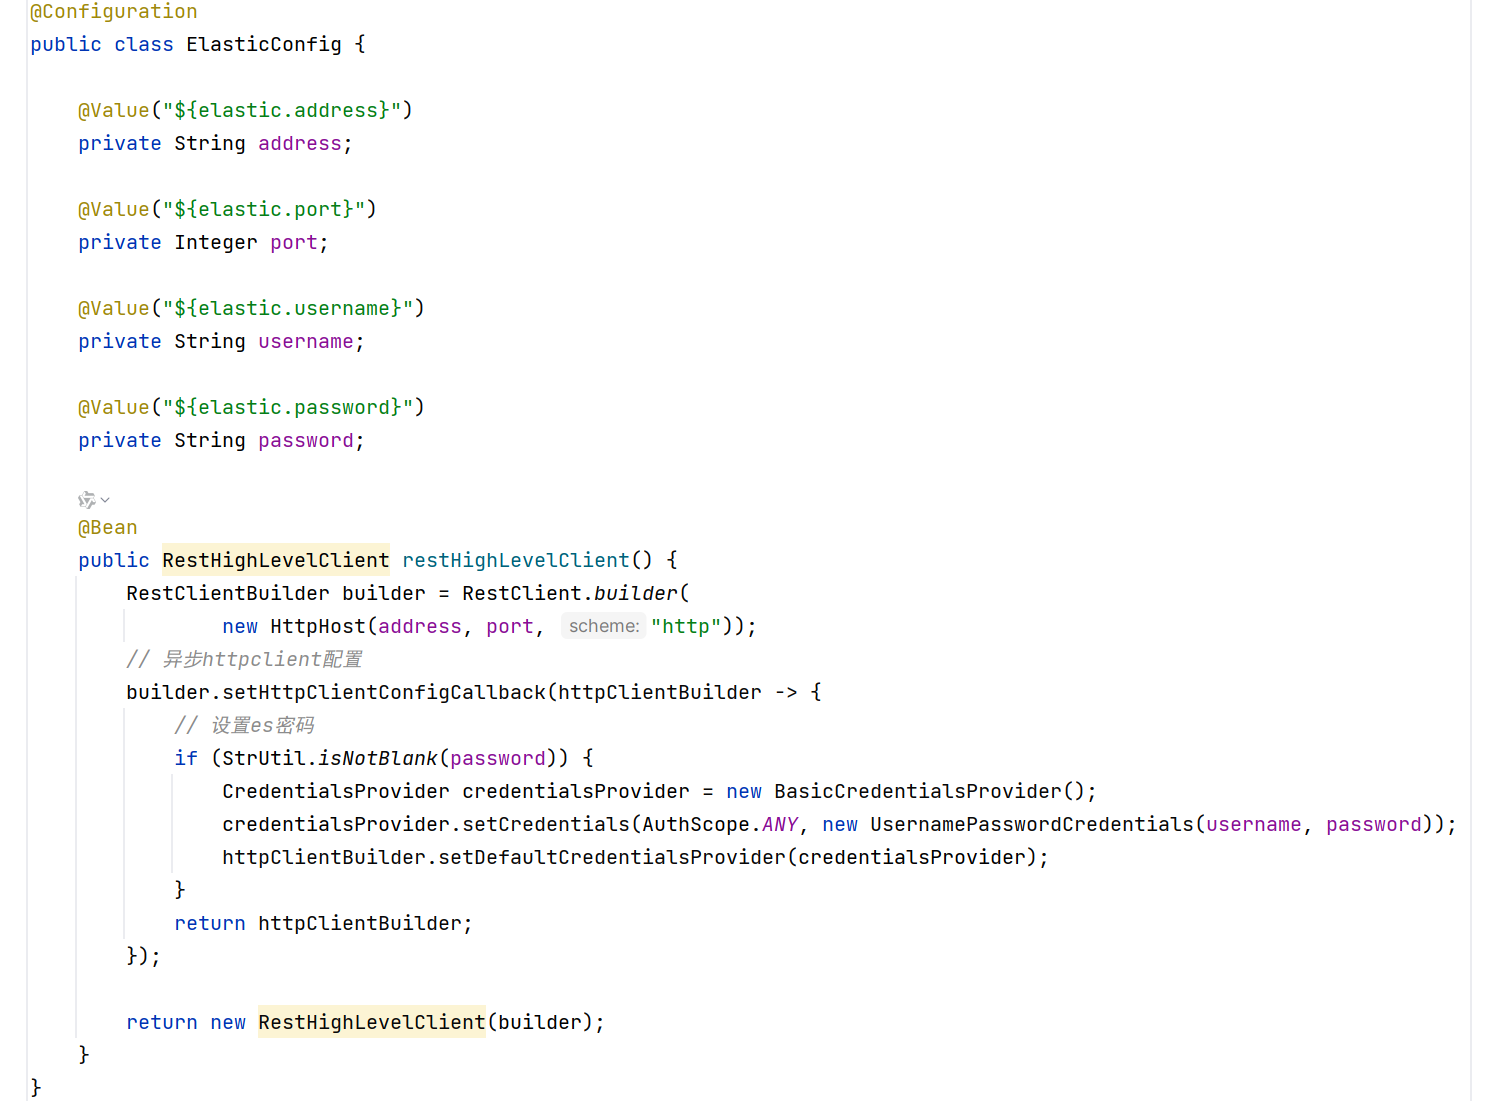 @Configuration
public class ElasticConfig {
@Value("${elastic.address}")
private String address;
@Value("${elastic.port}")
private Integer port;
@Value("${elastic.username}")
private String username;
@Value("${elastic.password}")
private String password;
@Bean
public RestHighLevelClient restHighLevelClient() {
RestClientBuilder builder = RestClient.builder(
new HttpHost(address, port, scheme: "http"));
// 异步httpclient配置
builder.setHttpClientConfigCallback(httpClientBuilder -> {
// 设置es密码
if (StrUtil.isNotBlank(password)) {
CredentialsProvider credentialsProvider = new BasicCredentialsProvider();
credentialsProvider.setCredentials(AuthScope.ANY, new UsernamePasswordCredentials(username, password));
httpClientBuilder.setDefaultCredentialsProvider(credentialsProvider);
}
return httpClientBuilder;
});
return new RestHighLevelClient(builder);
}
}